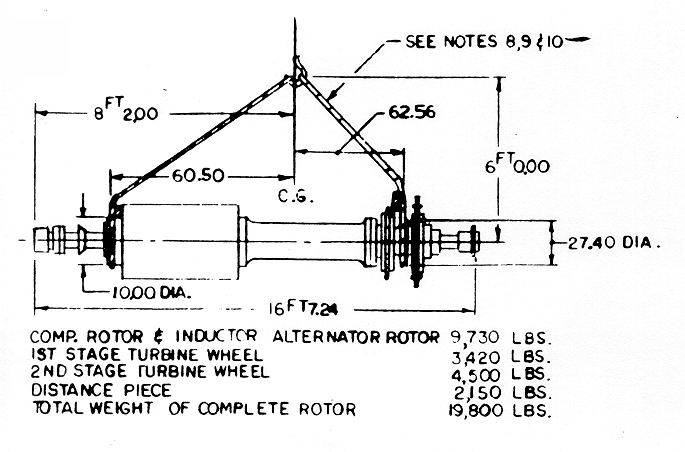 SEE NOTES 8,9 & 10
8 FT 2.00
62.56
6 FT 0.00
60.50
C.G.
27.40 DIA.
10.00 DIA.
16 FT 7.24
COMP. ROTOR & INDUCTOR ALTERNATOR ROTOR 9,730 LBS.
1ST STAGE TURBINE WHEEL 3,420 LBS.
2ND STAGE TURBINE WHEEL 4,500 LBS.
DISTANCE PIECE 2,150 LBS.
TOTAL WEIGHT OF COMPLETE ROTOR 19,800 LBS.